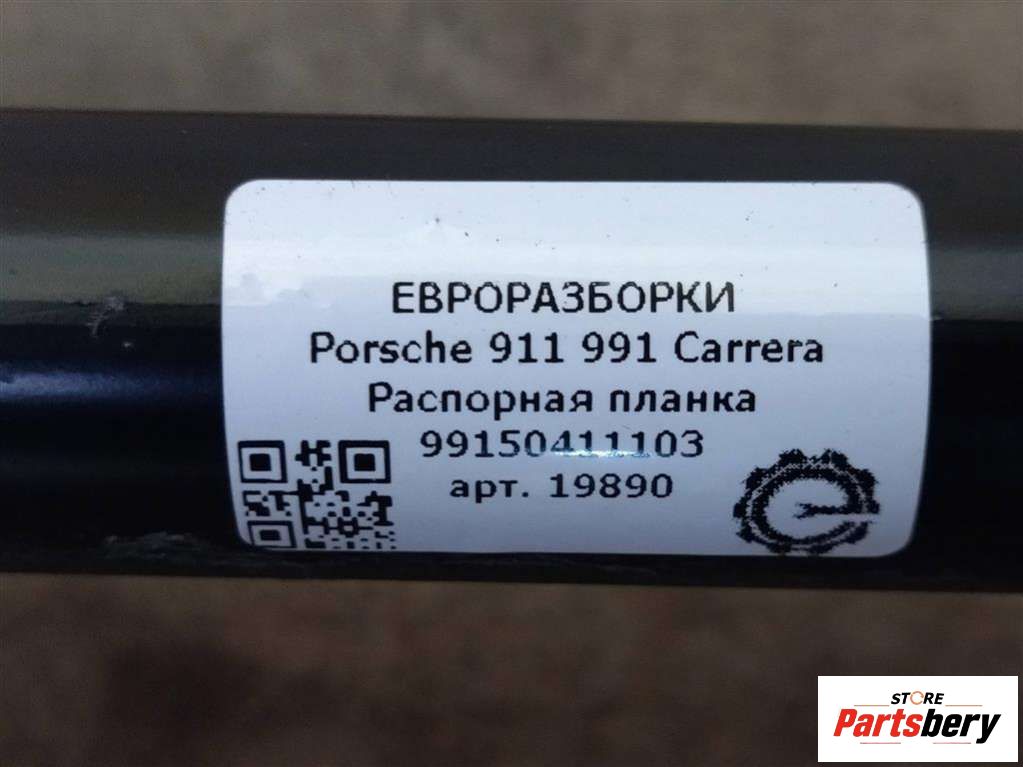 ЕВРОРАЗБОРКИ
Porsche 911 991 Carrera
Распорная планка
99150411103
арт. 19890
STORE
Partsbery